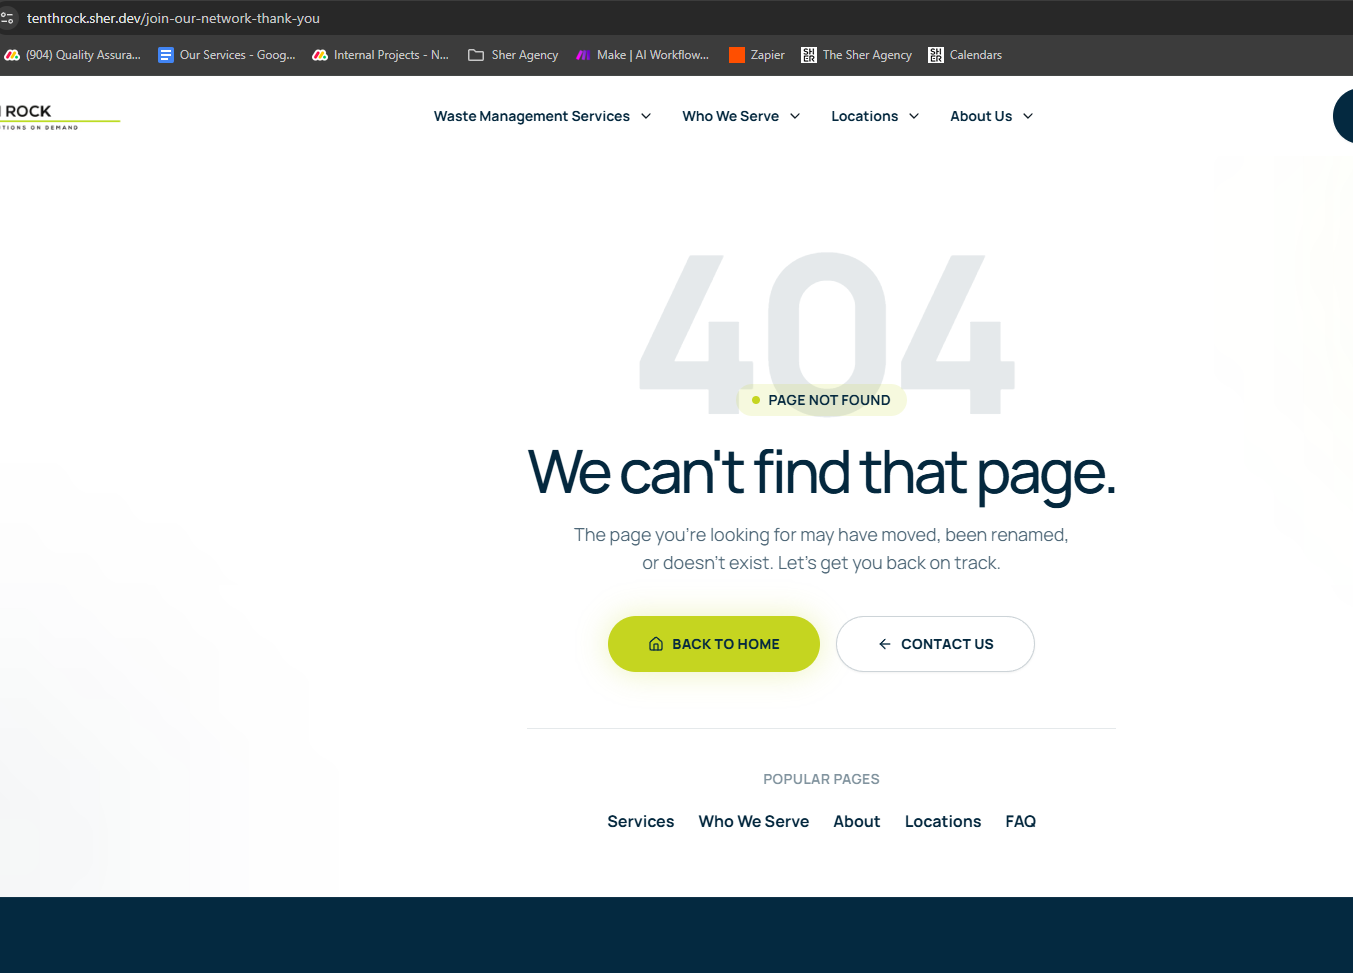 tenthrock.sher.dev/join-our-network-thank-you
(904) Quality Assura... Our Services - Goog... Internal Projects - N... Sher Agency Make | AI Workflow... Zapier The Sher Agency Calendars
ROCK
TIONS ON DEMAND
Waste Management Services Who We Serve Locations About Us
404
PAGE NOT FOUND
We can't find that page.
The page you're looking for may have moved, been renamed,
or doesn't exist. Let's get you back on track.
BACK TO HOME CONTACT US
POPULAR PAGES
Services Who We Serve About Locations FAQ